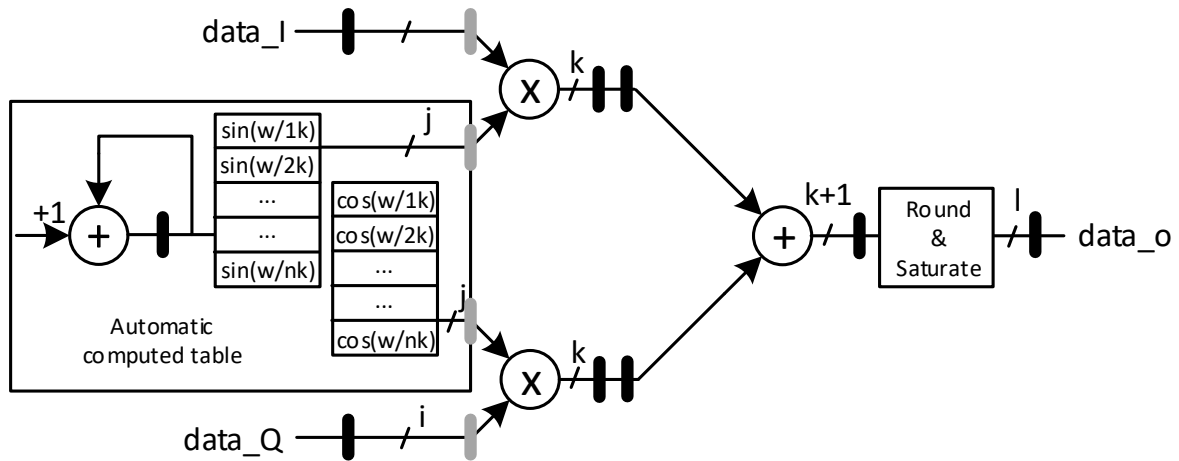 data_I
k
j
sin(w/1k)
sin(w/2k)
...
...
sin(w/nk)
cos(w/1k)
cos(w/2k)
...
...
cos(w/nk)
+1
+
Automatic
computed table
j
X
k
X
i
data_Q
+
k+1
Round
&
Saturate
l
data_o